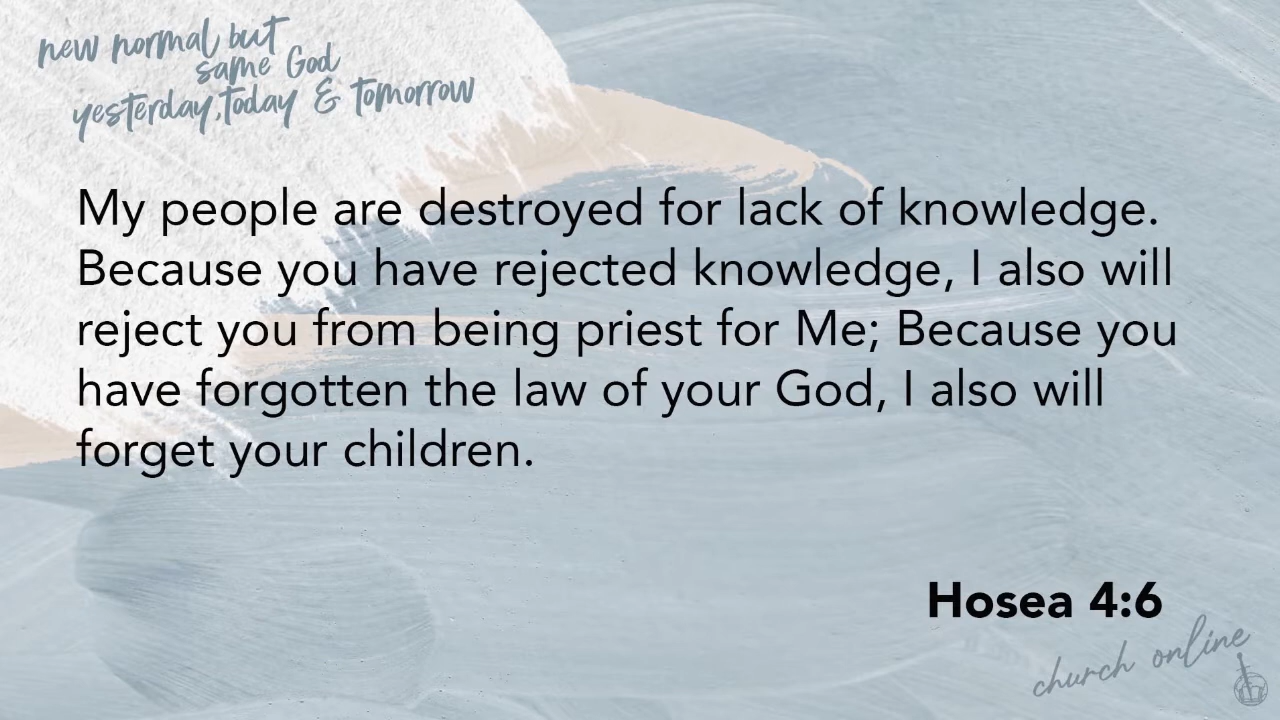 new normal but
same God
yesterday, today & tomorrow
My people are destroyed for lack of knowledge.
Because you have rejected knowledge, I also will
reject you from being priest for Me; Because you
have forgotten the law of your God, I also will
forget your children.
Hosea 4:6
church online